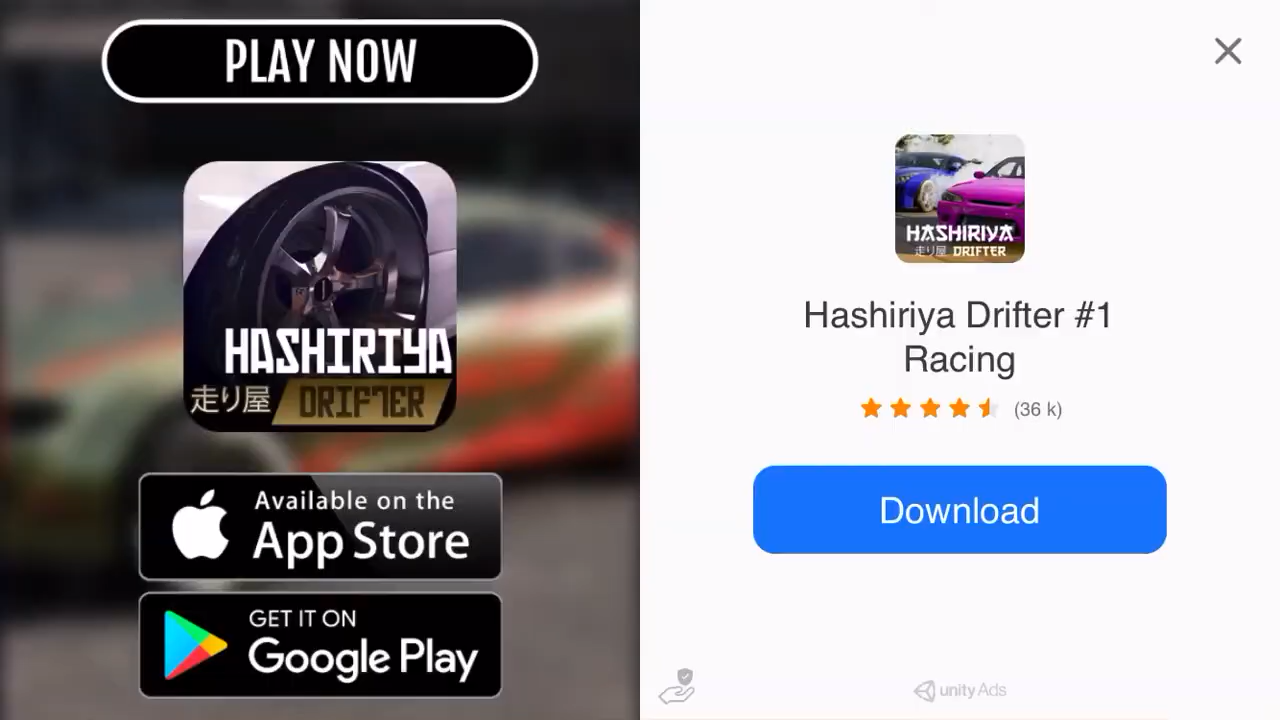 PLAY NOW
HASHIRIYA
走り屋 DRIFTER
Available on the
App Store
GET IT ON
Google Play
HASHIRIYA
走り屋 DRIFTER
Hashiriya Drifter #1
Racing
(36 k)
Download
unity Ads